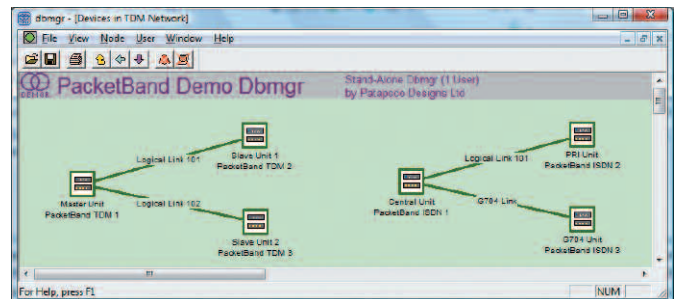 dbmgr - [Devices in TDM Network]
File View Node User Window Help
PacketBand Demo Dbmgr
Stand-Alone Dbmgr (1 User)
by Patapsco Designs Ltd
Logical Link 101
Slave Unit 1
PacketBand TDM 2
Master Unit
PacketBand TDM 1
Logical Link 102
Slave Unit 2
PacketBand TDM 3
Logical Link 101
PRI Unit
PacketBand ISDN 2
Central Unit
PacketBand ISDN 1
G704 Link
G704 Unit
PacketBand ISDN 3
For Help, press F1
NUM